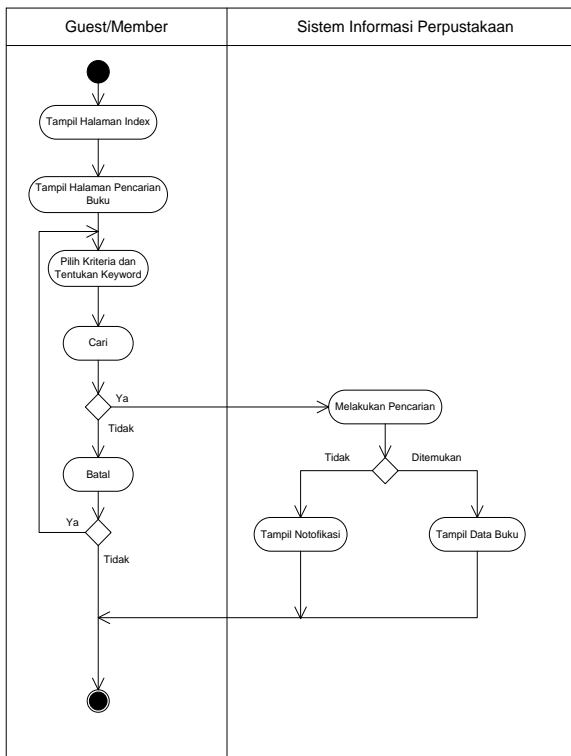 Guest/Member
Sistem Informasi Perpustakaan
Tampil Halaman Index
Tampil Halaman Pencarian
Buku
Pilih Kriteria dan
Tentukan Keyword
Cari
Ya
Melakukan Pencarian
Tidak
Tidak
Ditemukan
Batal
Ya
Tampil Notofikasi
Tampil Data Buku
Tidak